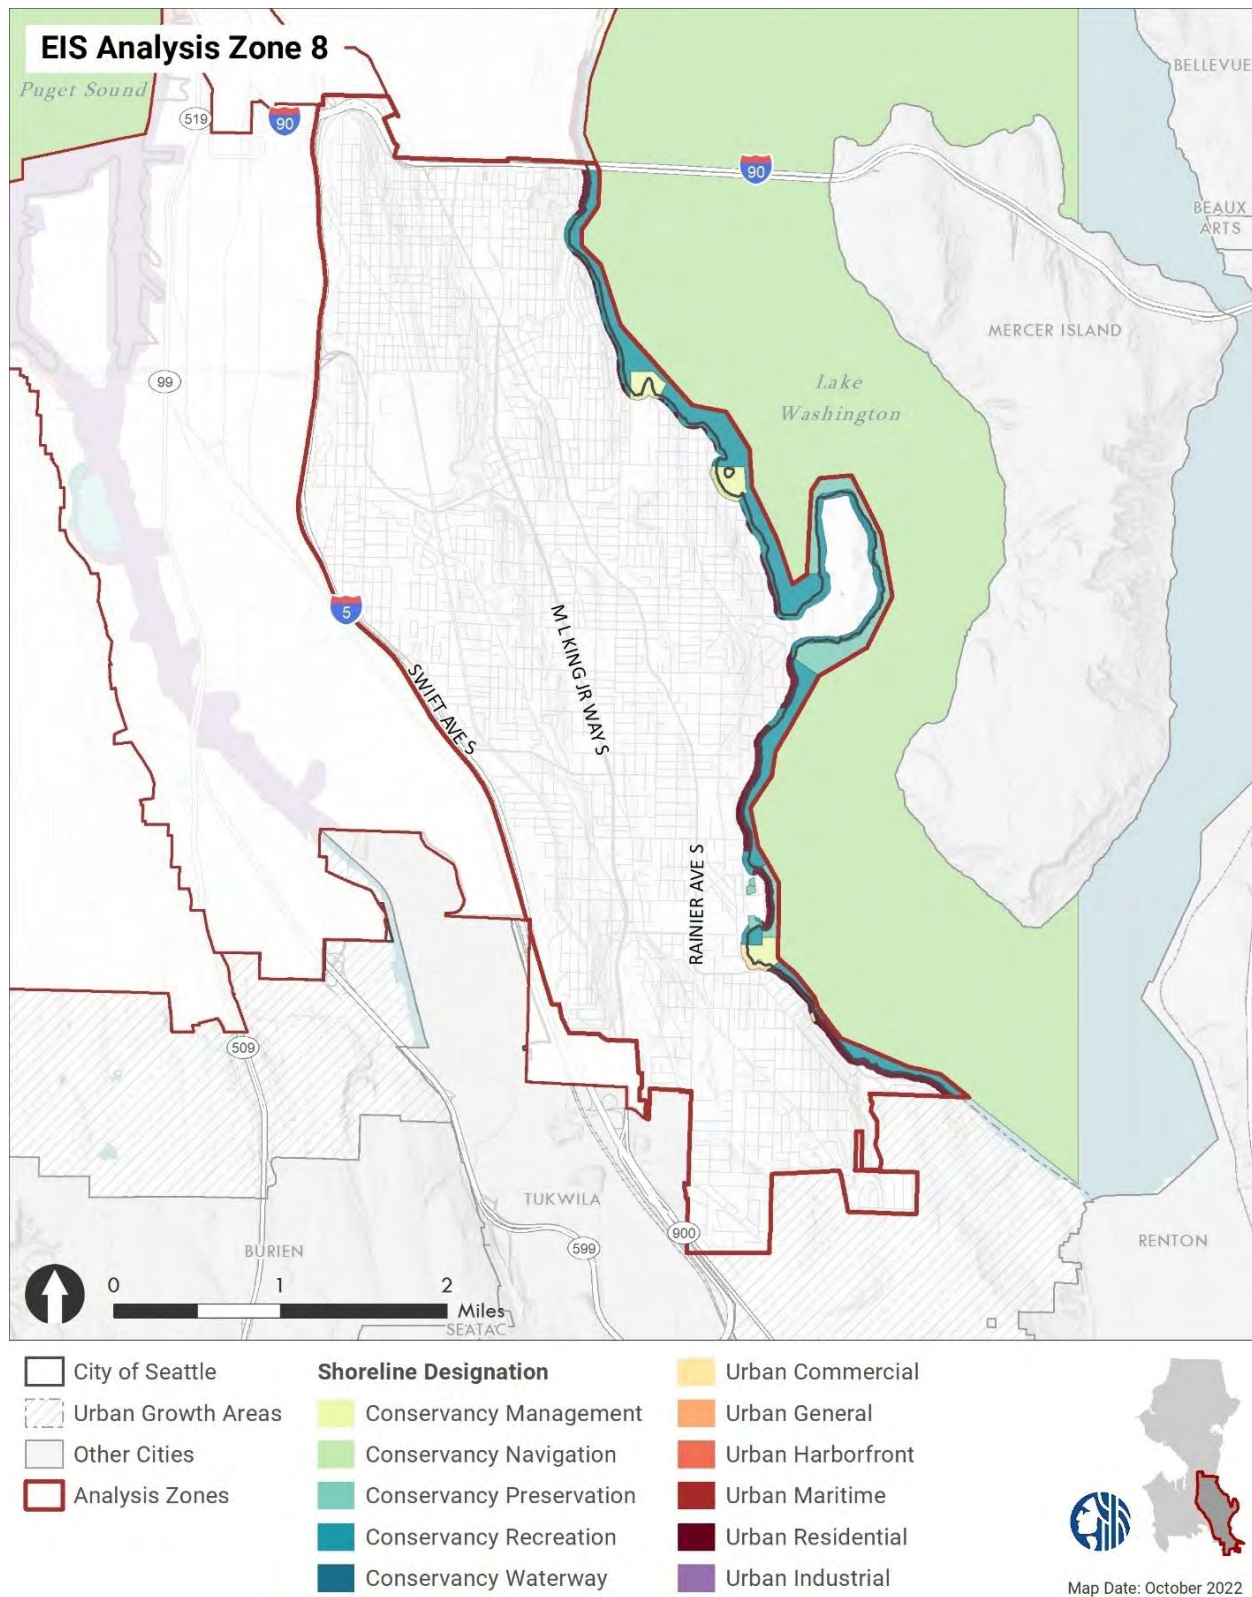 EIS Analysis Zone 8
Puget Sound
519
90
90
BELLEVUE
BEAUX
ARTS
MERCER ISLAND
Lake
Washington
99
5
SWIFT AVE S
M L KING JR WAY S
RAINIER AVE S
509
TUKWILA
900
599
BURIEN
RENTON
0 1 2
Miles
SEATAC
City of Seattle
Urban Growth Areas
Other Cities
Analysis Zones
Shoreline Designation
Conservancy Management
Conservancy Navigation
Conservancy Preservation
Conservancy Recreation
Conservancy Waterway
Urban Commercial
Urban General
Urban Harborfront
Urban Maritime
Urban Residential
Urban Industrial
Map Date: October 2022